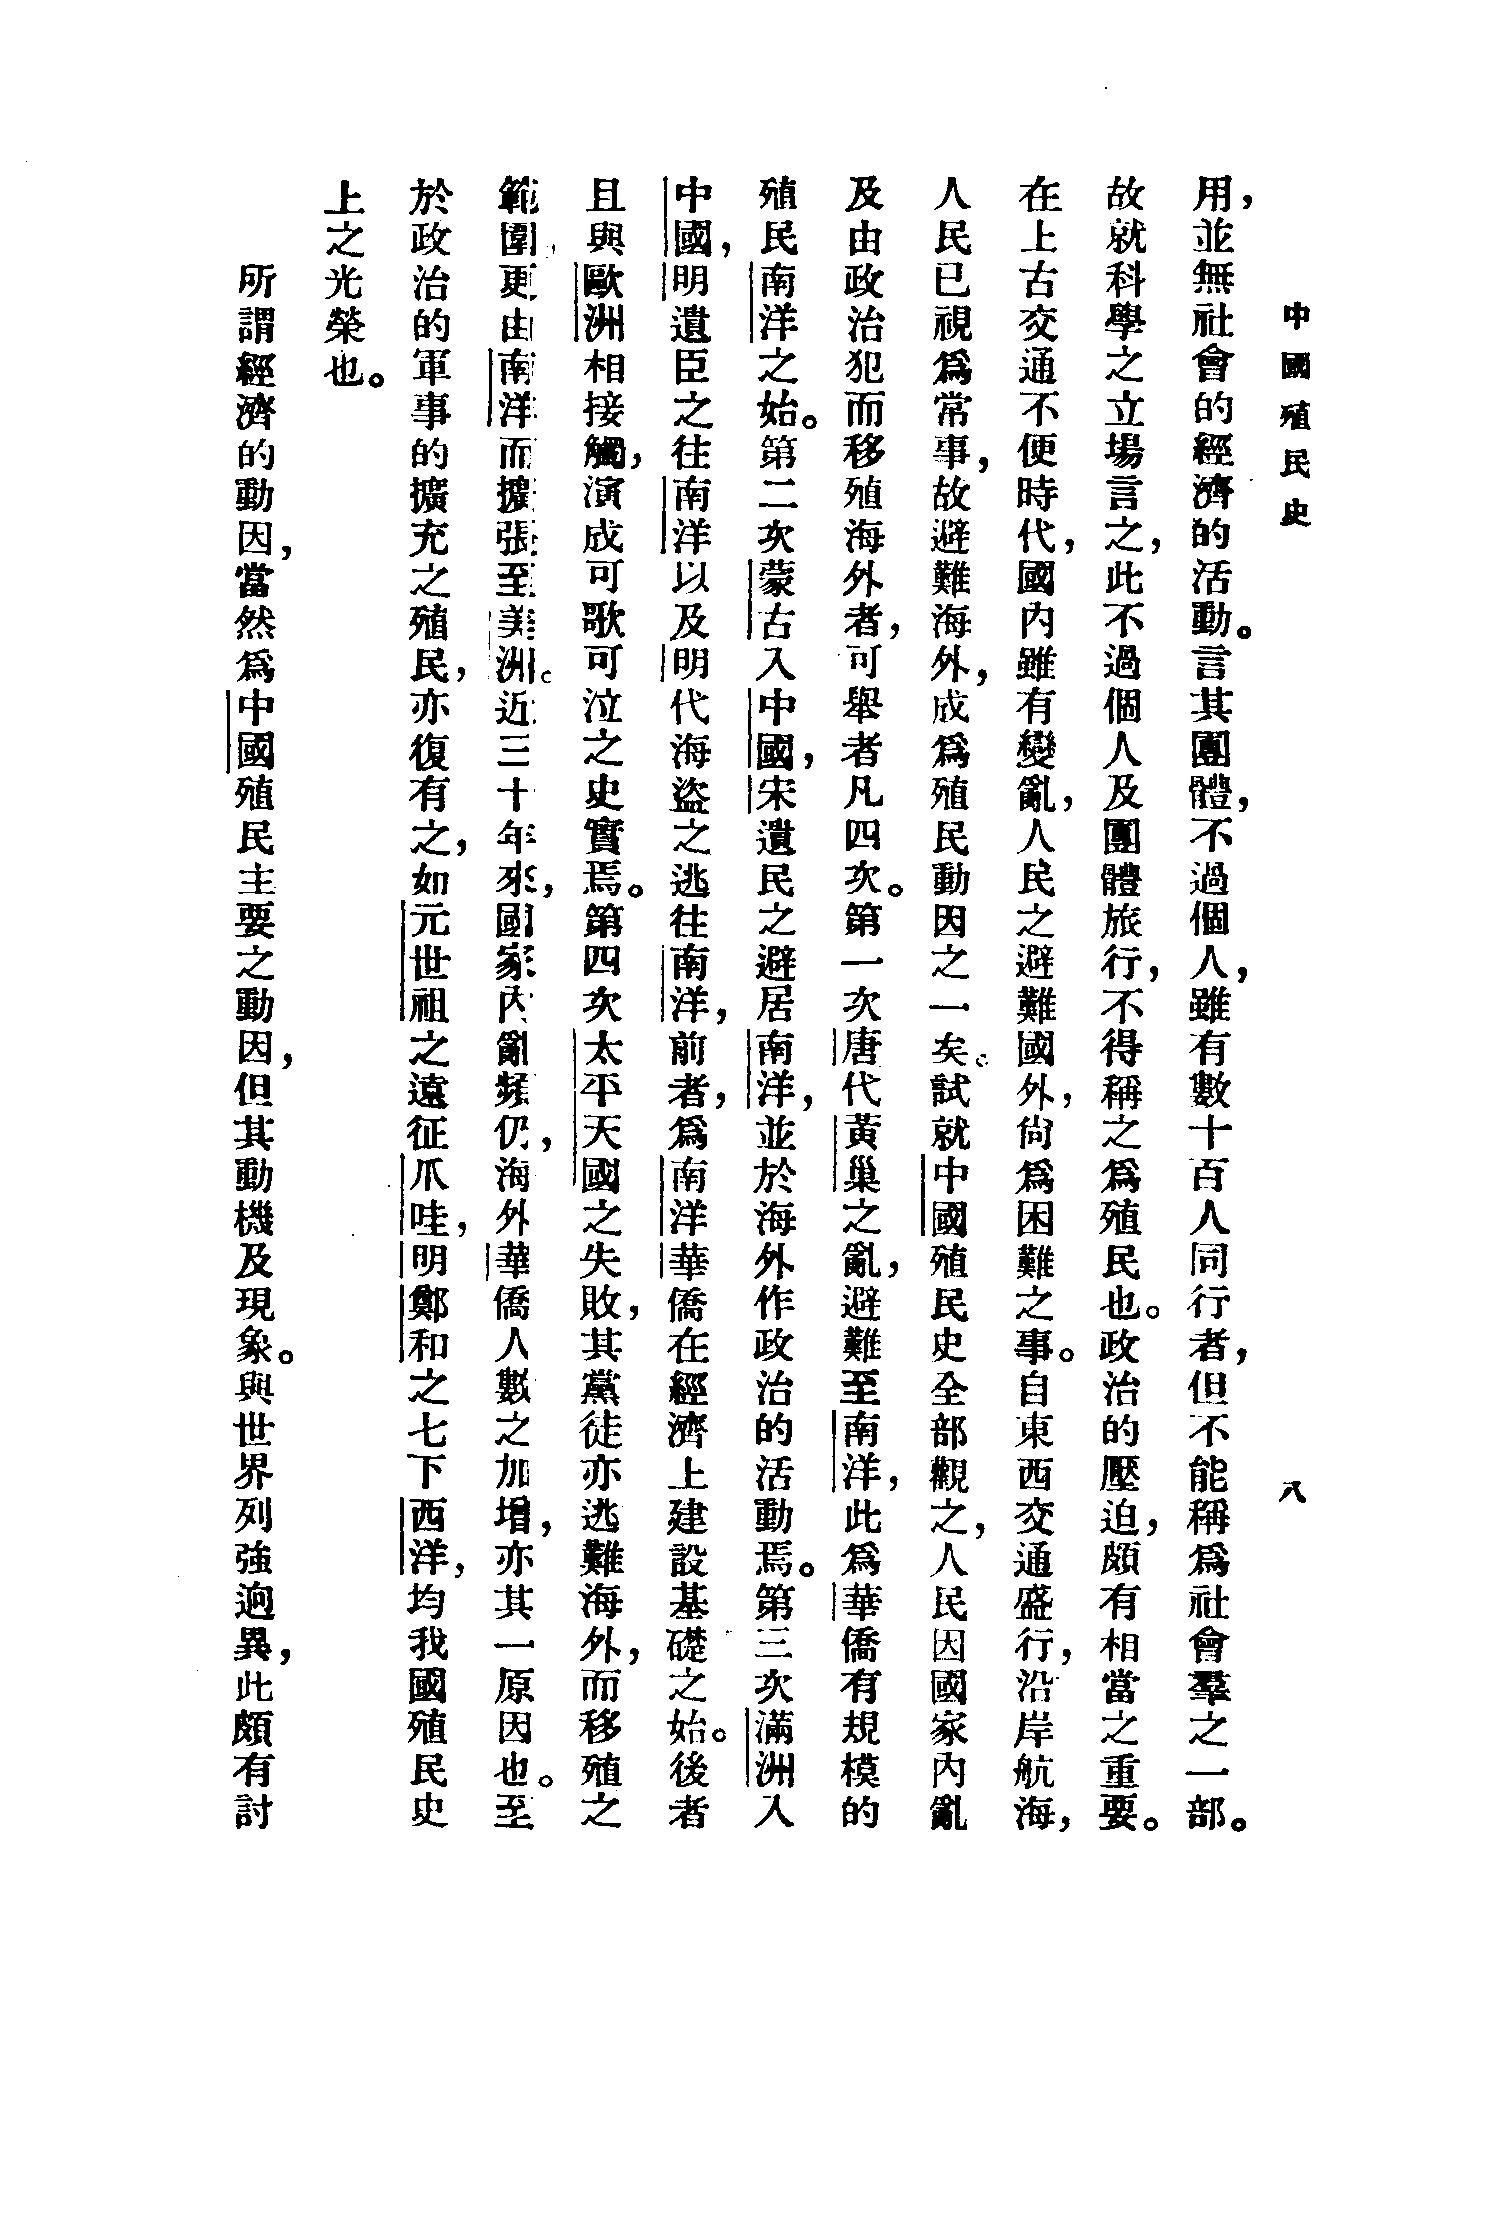 中國殖民史
八
用，並無社會的經濟的活動。言其團體，不過個人，雖有數十百人同行者，但不能稱爲社會羣之一部。
故就科學之立場言之，此不過個人及團體旅行，不得稱之爲殖民也。政治的壓迫，頗有相當之重要。
在上古交通不便時代，國內雖有變亂，人民之避難國外，尙爲困難之事。自東西交通盛行，沿岸航海，
人民已視爲常事，故避難海外，成爲殖民動因之一矣。試就中國殖民史全部觀之，人民因國家內亂
及由政治犯而移殖海外者，可舉者凡四次。第一次唐代黃巢之亂，避難至南洋，此爲華僑有規模的
殖民南洋之始。第二次蒙古入中國，宋遺民之避居南洋，並於海外作政治的活動焉。第三次滿洲入
中國，明遺臣之往南洋以及明代海盜之逃往南洋，前者，爲南洋華僑在經濟上建設基礎之始。後者
且與歐洲相接觸，演成可歌可泣之史實焉。第四次太平天國之失敗，其黨徒亦逃難海外，而移殖之
範圍，更由南洋而擴張至美洲。近三十年來，國家內亂頻仍，海外華僑人數之加增，亦其一原因也。至
於政治的軍事的擴充之殖民，亦復有之，如元世祖之遠征爪哇，明鄭和之七下西洋，均我國殖民史
上之光榮也。
所謂經濟的動因，當然爲中國殖民主要之動因，但其動機及現象。與世界列強迥異，此頗有討